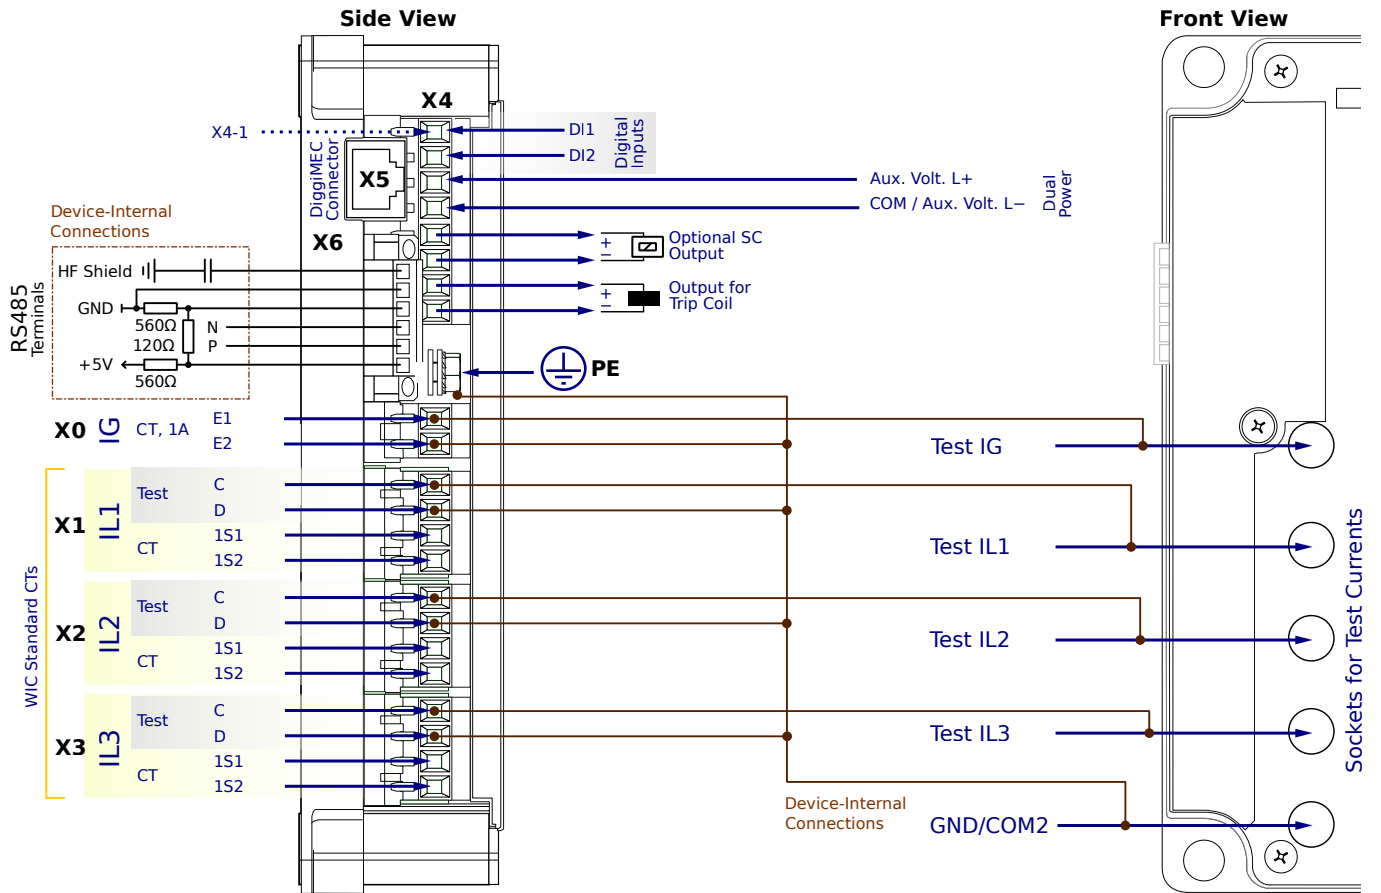 Side View
Front View
X4
X4-1
DI1
DI2
Digital
Inputs
DiggiMEC
Connector
X5
Aux. Volt. L+
COM / Aux. Volt. L−
Dual
Power
Device-Internal
Connections
X6
+
−
Optional SC
Output
HF Shield
GND
560Ω
N
120Ω
P
+5V
560Ω
RS485
Terminals
+
−
Output for
Trip Coil
PE
X0
IG
CT, 1A
E1
E2
Test IG
WIC Standard CTs
X1
IL1
Test
C
D
CT
1S1
1S2
Test IL1
X2
IL2
Test
C
D
CT
1S1
1S2
Test IL2
X3
IL3
Test
C
D
CT
1S1
1S2
Test IL3
Device-Internal
Connections
GND/COM2
Sockets for Test Currents